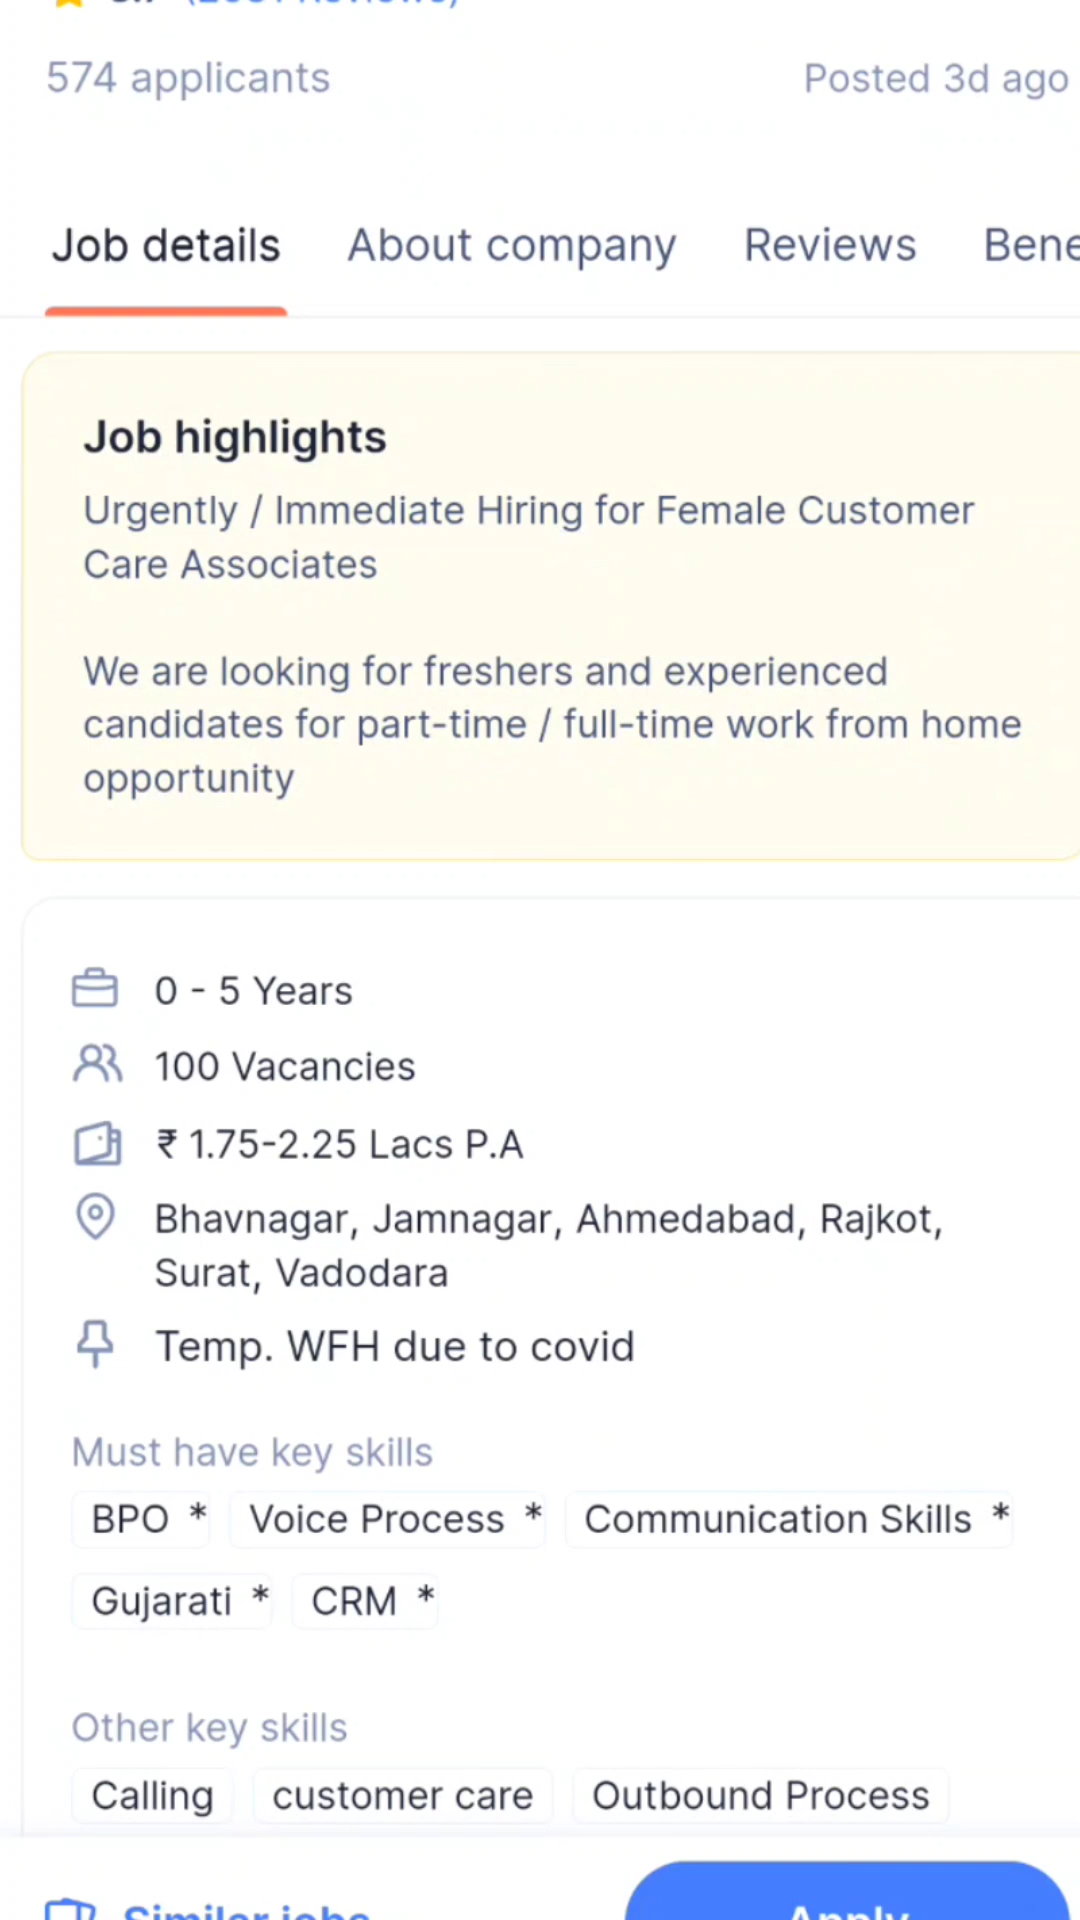 574 applicants
Posted 3d ago
Job details
About company
Reviews
Bene
Job highlights
Urgently / Immediate Hiring for Female Customer
Care Associates
We are looking for freshers and experienced
candidates for part-time / full-time work from home
opportunity
0 - 5 Years
100 Vacancies
₹ 1.75-2.25 Lacs P.A
Bhavnagar, Jamnagar, Ahmedabad, Rajkot,
Surat, Vadodara
Temp. WFH due to covid
Must have key skills
BPO * Voice Process * Communication Skills *
Gujarati * CRM *
Other key skills
Calling customer care Outbound Process
Similar jobs
Apply